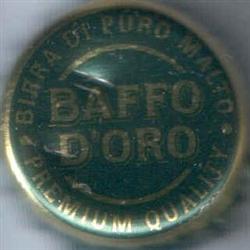 • BIRRA DI PURO MALTO •
BAFFO
D'ORO
PREMIUM QUALITY